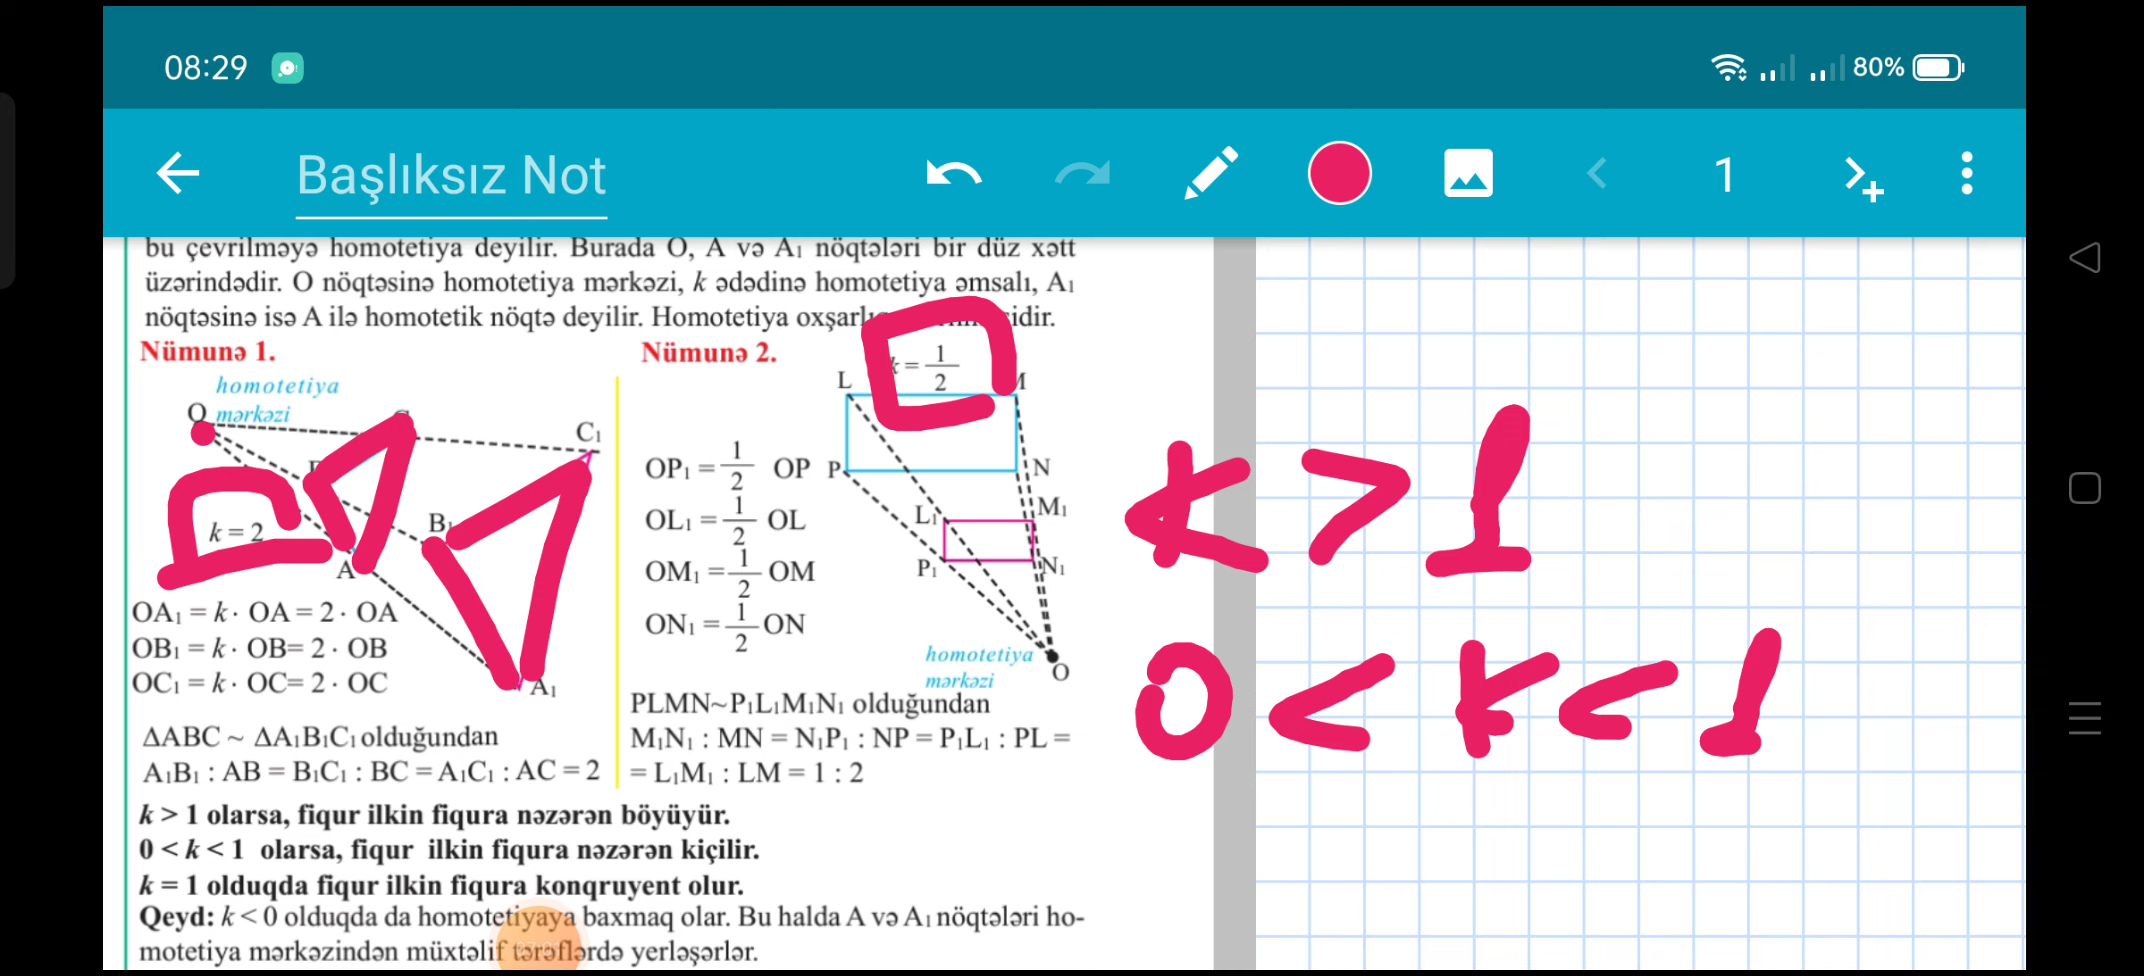 08:29
80%
Başlıksız Not
1
bu çevrilməyə homotetiya deyilir. Burada O, A və A₁ nöqtələri bir düz xətt
üzərindədir. O nöqtəsinə homotetiya mərkəzi, k ədədinə homotetiya əmsalı, A₁
nöqtəsinə isə A ilə homotetik nöqtə deyilir. Homotetiya
Nümunə 1.
homotetiya
mərkəzi
O
C₁
B₁
k = 2
A
A₁
OA₁ = k · OA = 2 · OA
OB₁ = k · OB= 2 · OB
OC₁ = k · OC= 2 · OC
ΔABC ~ ΔA₁B₁C₁ olduğundan
A₁B₁ : AB = B₁C₁ : BC = A₁C₁ : AC = 2
Nümunə 2.
k = 1/2
L
M
OP₁ = 1/2 OP
P
N
OL₁ = 1/2 OL
L₁
M₁
OM₁ = 1/2 OM
P₁
N₁
ON₁ = 1/2 ON
homotetiya
mərkəzi
O
PLMN~P₁L₁M₁N₁ olduğundan
M₁N₁ : MN = N₁P₁ : NP = P₁L₁ : PL =
= L₁M₁ : LM = 1 : 2
k > 1 olarsa, fiqur ilkin fiqura nəzərən böyüyür.
0 < k < 1 olarsa, fiqur ilkin fiqura nəzərən kiçilir.
k = 1 olduqda fiqur ilkin fiqura konqruyent olur.
Qeyd: k < 0 olduqda da homotetiyaya baxmaq olar. Bu halda A və A₁ nöqtələri ho-
motetiya mərkəzindən müxtəlif tərəflərdə yerləşərlər.
k > 1
0 < k < 1